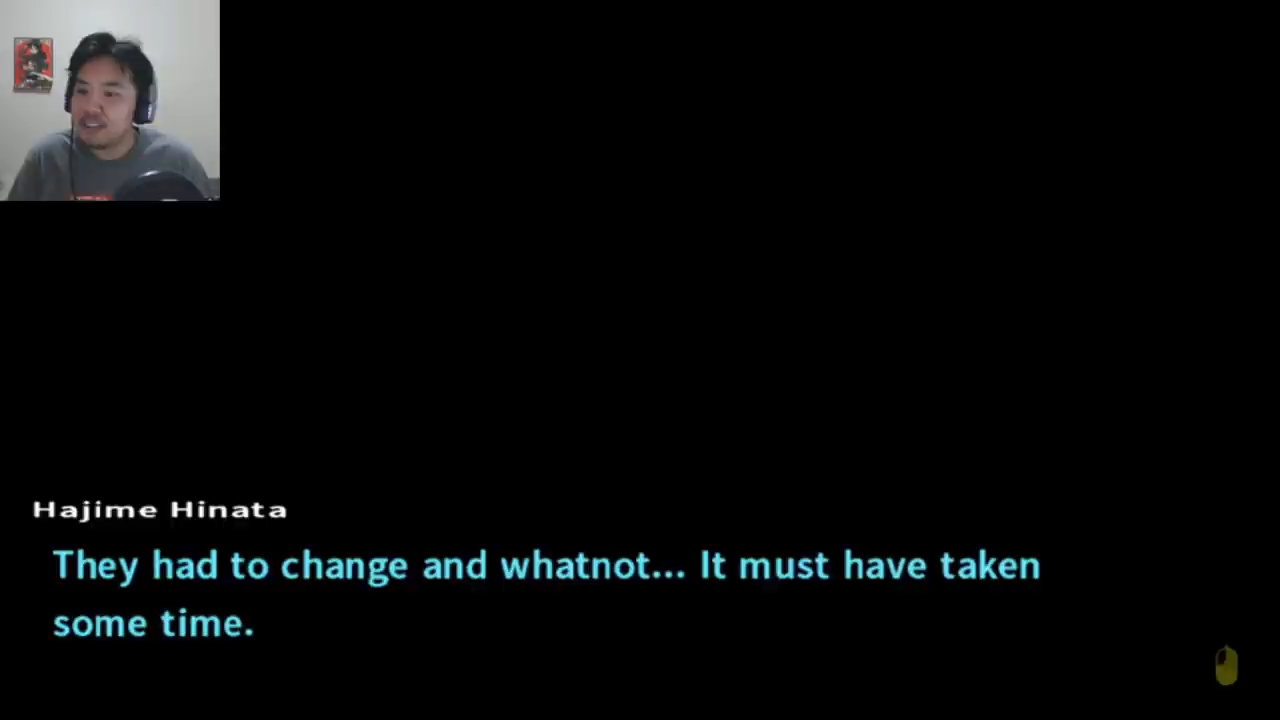 Hajime Hinata
They had to change and whatnot... It must have taken
some time.